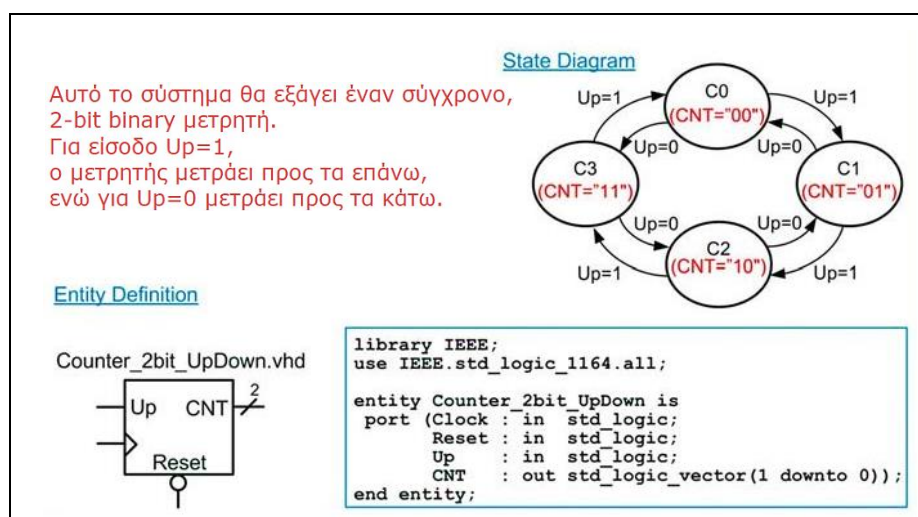 State Diagram
Αυτό το σύστημα θα εξάγει έναν σύγχρονο,
2-bit binary μετρητή.
Για είσοδο Up=1,
ο μετρητής μετράει προς τα επάνω,
ενώ για Up=0 μετράει προς τα κάτω.
Up=1
C0
(CNT="00")
Up=1
Up=0
Up=0
C3
(CNT="11")
C1
(CNT="01")
Up=0
Up=0
C2
(CNT="10")
Up=1
Up=1
Entity Definition
Counter_2bit_UpDown.vhd
2
Up CNT
Reset
library IEEE;
use IEEE.std_logic_1164.all;
entity Counter_2bit_UpDown is
port (Clock : in std_logic;
Reset : in std_logic;
Up : in std_logic;
CNT : out std_logic_vector(1 downto 0));
end entity;